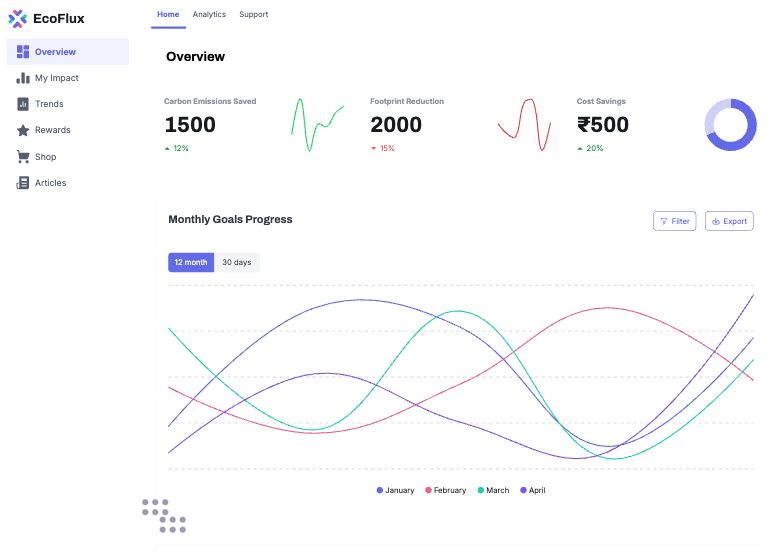 EcoFlux
Overview
My Impact
Trends
Rewards
Shop
Articles
Home Analytics Support
Overview
Carbon Emissions Saved
1500
12%
Footprint Reduction
2000
15%
Cost Savings
₹500
20%
Monthly Goals Progress
Filter Export
12 month 30 days
January February March April